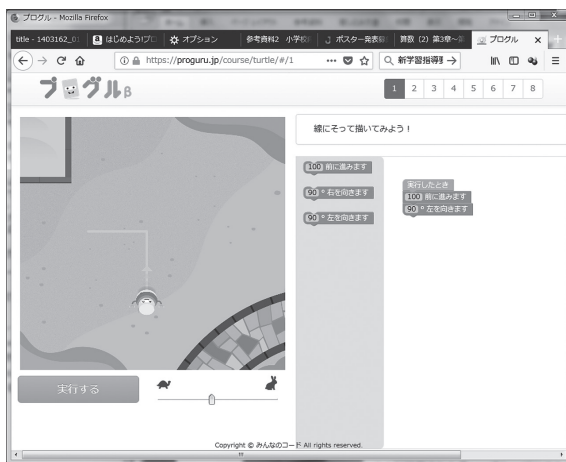 プログル - Mozilla Firefox
title - 1403162_01
はじめよう!プロ
オプション
参考資料2 小学校
ポスター発表
算数（2）第3章～第
プログル
https://proguru.jp/course/turtle/#/1
新学習指導要
プログルβ
1 2 3 4 5 6 7 8
線にそって描いてみよう！
100 前に進みます
90 ° 右を向きます
90 ° 左を向きます
実行したとき
100 前に進みます
90 ° 左を向きます
実行する
Copyright © みんなのコード All rights reserved.